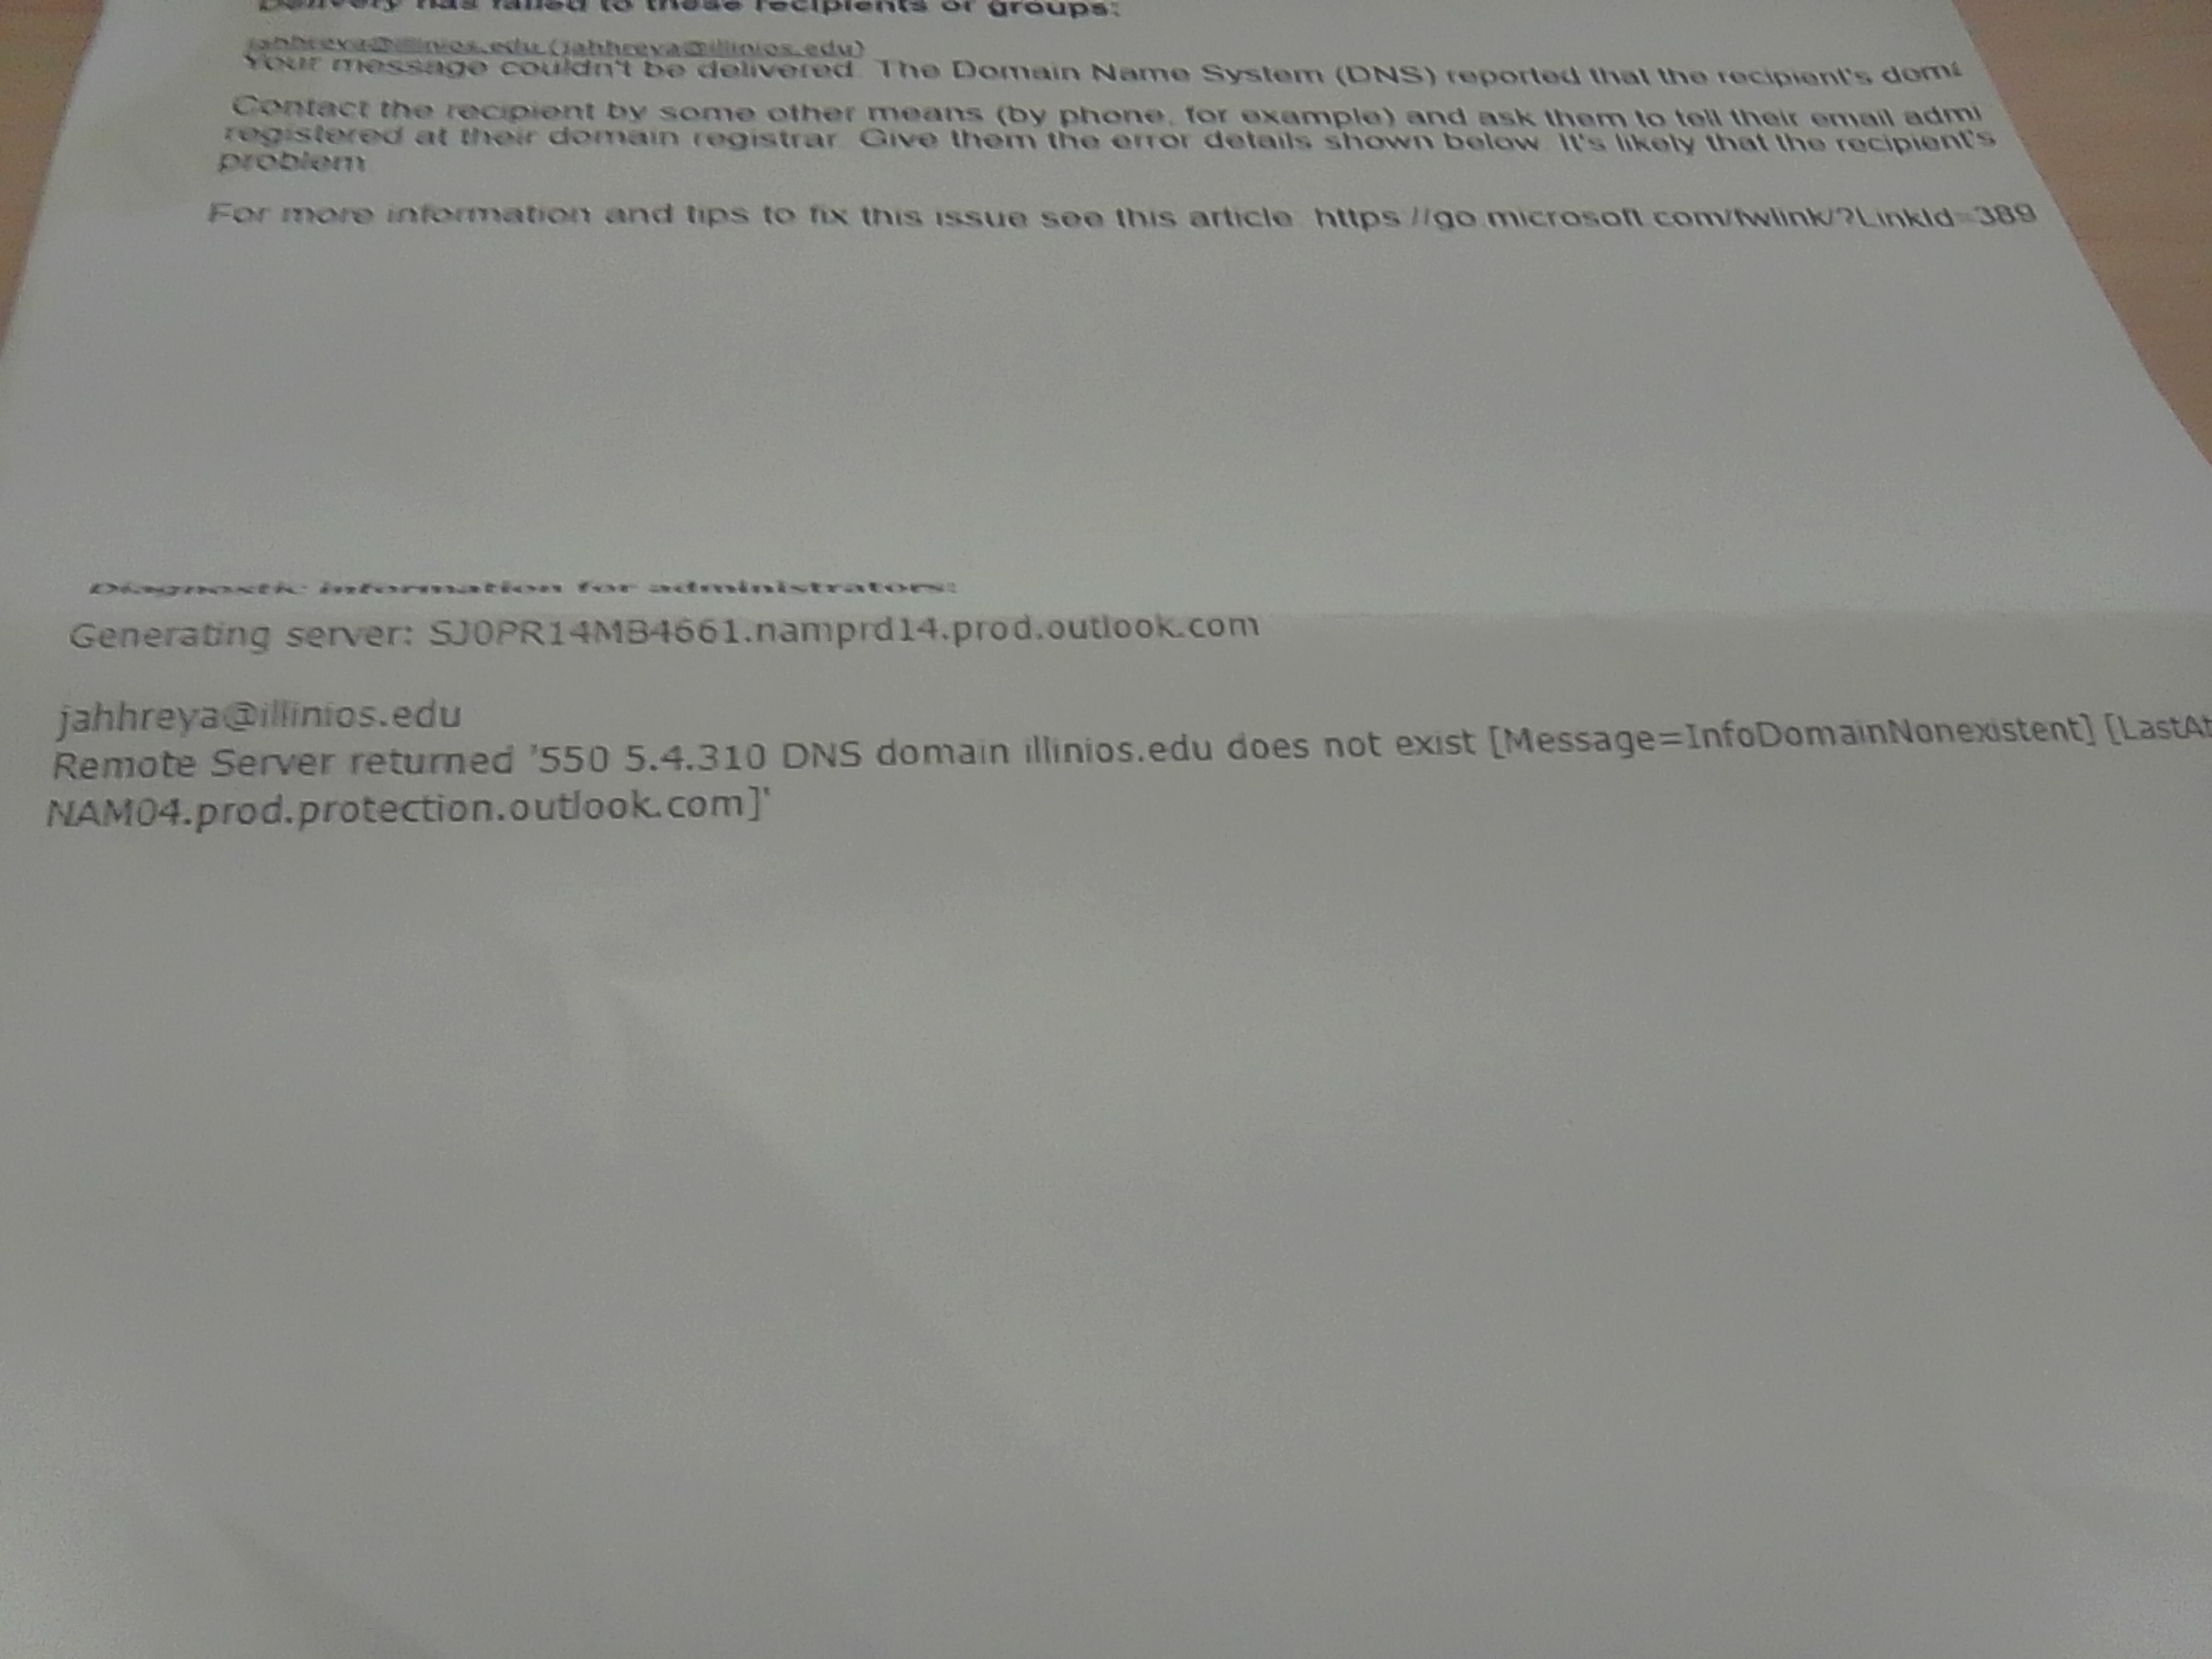 Delivery has failed to these recipients or groups:
jahhreya@illinios.edu (jahhreya@illinios.edu)
Your message couldn't be delivered. The Domain Name System (DNS) reported that the recipient's domai
Contact the recipient by some other means (by phone, for example) and ask them to tell their email admi
registered at their domain registrar. Give them the error details shown below. It's likely that the recipient's
problem.
For more information and tips to fix this issue see this article: https://go.microsoft.com/fwlink/?LinkId=389
Diagnostic information for administrators:
Generating server: SJ0PR14MB4661.namprd14.prod.outlook.com
jahhreya@illinios.edu
Remote Server returned '550 5.4.310 DNS domain illinios.edu does not exist [Message=InfoDomainNonexistent] [LastAt
NAM04.prod.protection.outlook.com]'